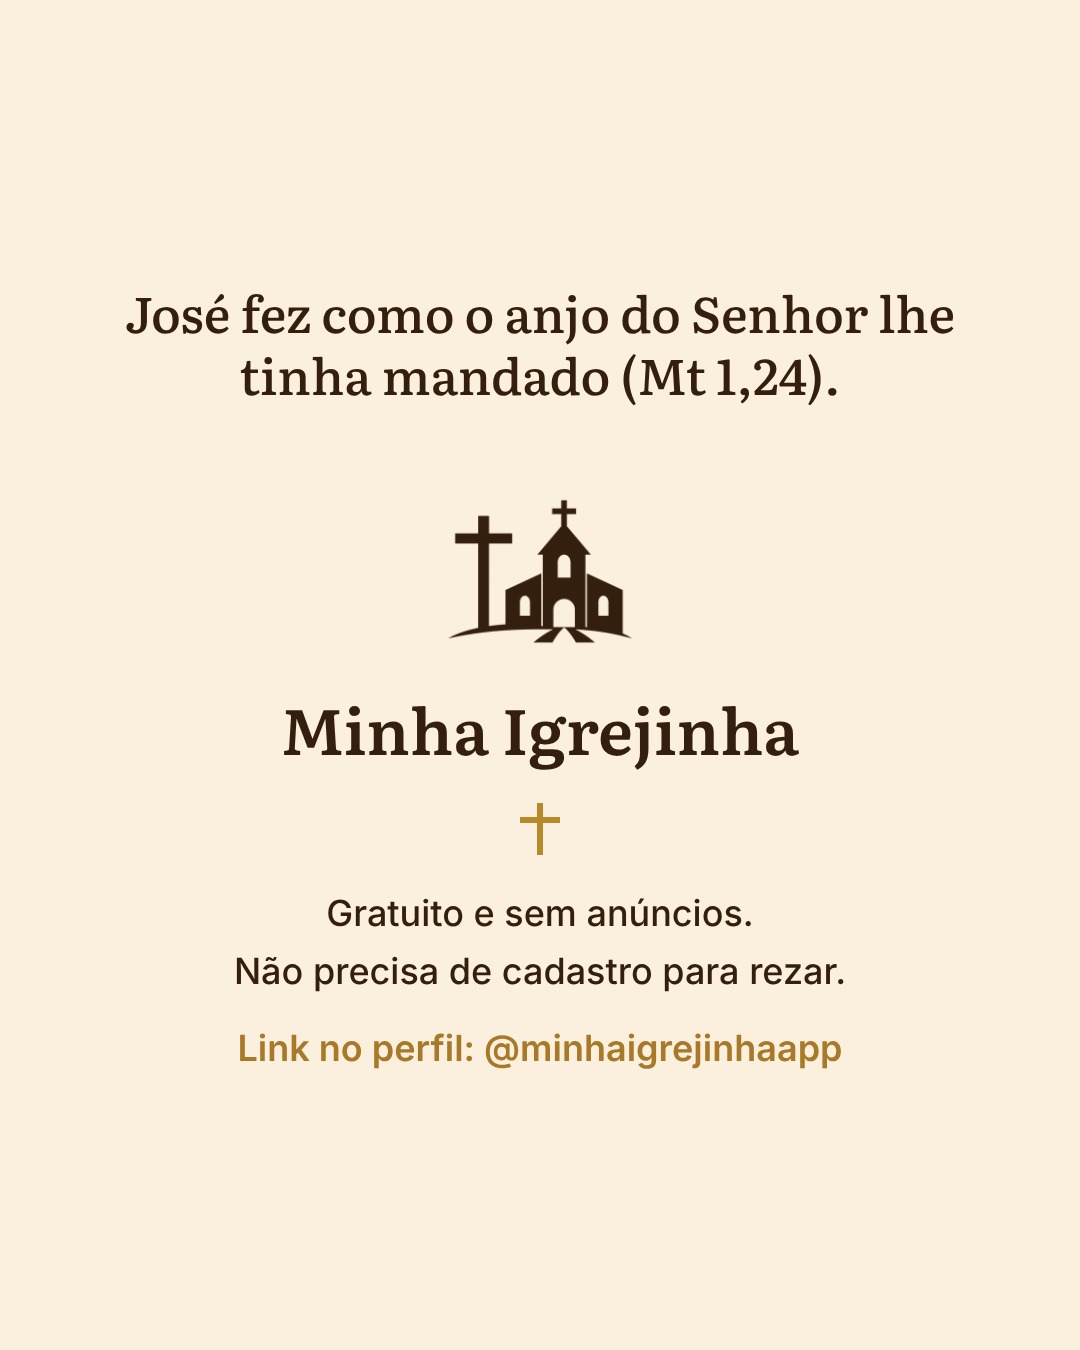 José fez como o anjo do Senhor lhe
tinha mandado (Mt 1,24).
Minha Igrejinha
Gratuito e sem anúncios.
Não precisa de cadastro para rezar.
Link no perfil: @minhaigrejinhaapp